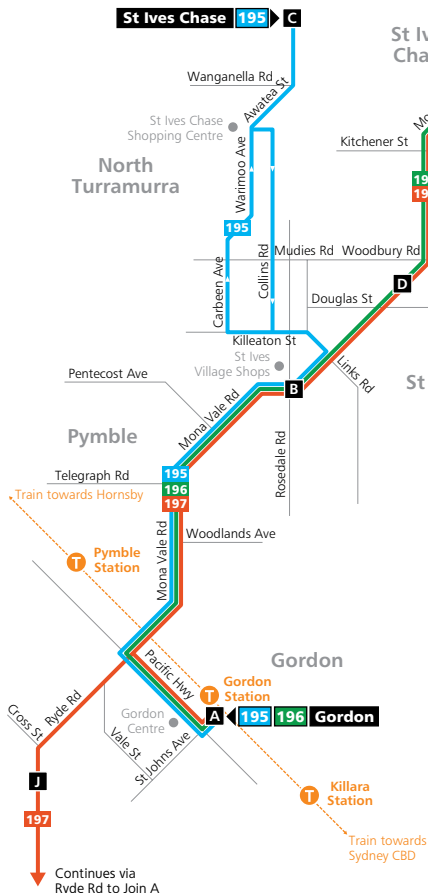 St Ives Chase 195 C
St Iv
Cha
Wanganella Rd
Awatea St
Mo
St Ives Chase
Shopping Centre
Kitchener St
North
Turramurra
Warimoo Ave
19
19
195
Collins Rd
Mudies Rd
Woodbury Rd
Carbeen Ave
D
Douglas St
Killeaton St
St Ives
Village Shops
Links Rd
Pentecost Ave
B
St
Mona Vale Rd
Pymble
Rosedale Rd
Telegraph Rd
195
196
197
Train towards Hornsby
Woodlands Ave
Mona Vale Rd
T
Pymble
Station
Pacific Hwy
Gordon
T
Gordon
Station
A
195 196 Gordon
Ryde Rd
Cross St
Gordon
Centre
Vale St
St Johns Ave
J
T
Killara
Station
197
Train towards
Sydney CBD
Continues via
Ryde Rd to Join A